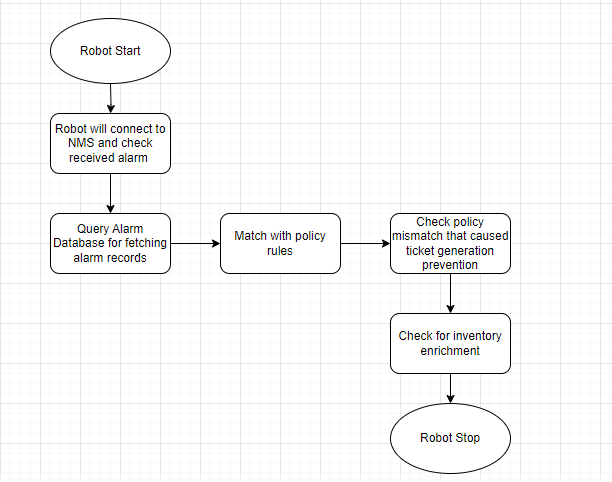 Robot Start
Robot will connect to
NMS and check
received alarm
Query Alarm
Database for fetching
alarm records
Match with policy
rules
Check policy
mismatch that caused
ticket generation
prevention
Check for inventory
enrichment
Robot Stop